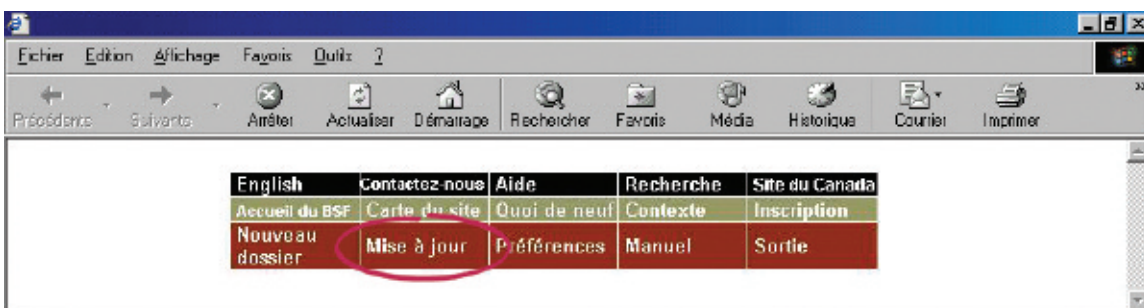 Fichier Edition Affichage Favoris Outils ?
Précédente Suivante Arrêter Actualiser Démarrage Rechercher Favoris Média Historique Courrier Imprimer
English Contactez-nous Aide Recherche Site du Canada
Accueil du BSF Carte du site Quoi de neuf Contexte Inscription
Nouveau dossier Mise à jour Préférences Manuel Sortie